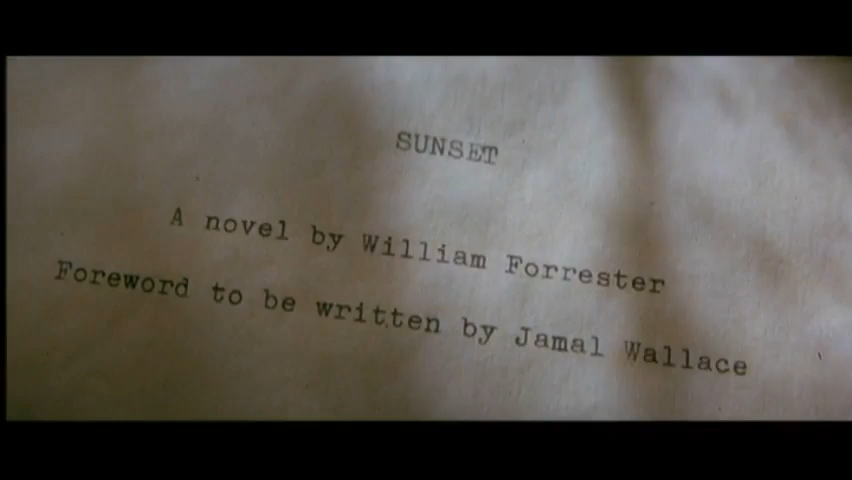 SUNSET
A novel by William Forrester
Foreword to be written by Jamal Wallace